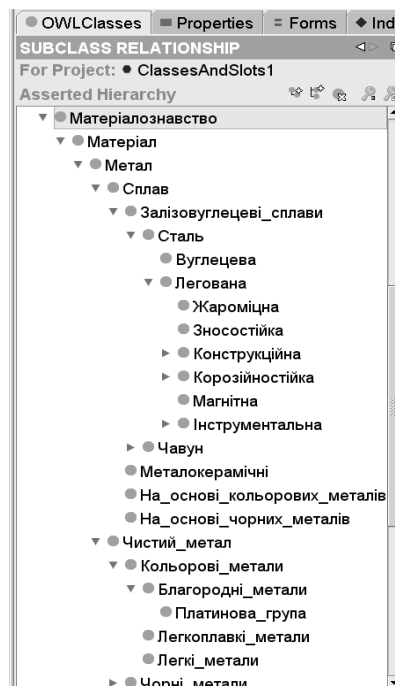 OWLClasses Properties Forms Ind
SUBCLASS RELATIONSHIP
For Project: ClassesAndSlots1
Asserted Hierarchy
Матеріалознавство
Матеріал
Метал
Сплав
Залізовуглецеві_сплави
Сталь
Вуглецева
Легована
Жароміцна
Зносостійка
Конструкційна
Корозійностійка
Магнітна
Інструментальна
Чавун
Металокерамічні
На_основі_кольорових_металів
На_основі_чорних_металів
Чистий_метал
Кольорові_метали
Благородні_метали
Платинова_група
Легкоплавкі_метали
Легкі_метали
Чорні_метали